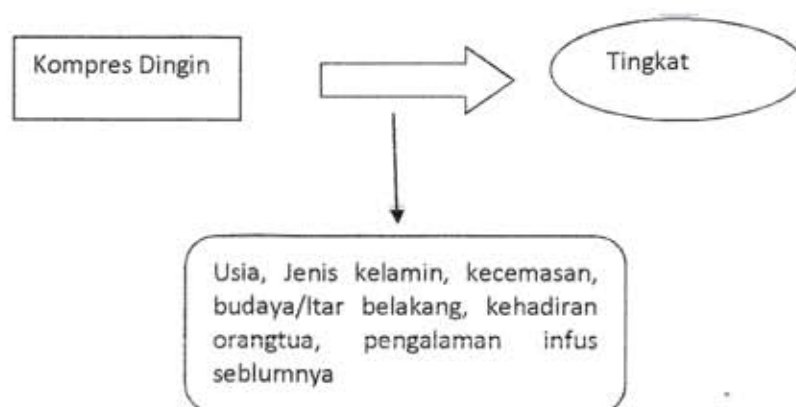 Kompres Dingin
Tingkat
Usia, Jenis kelamin, kecemasan,
budaya/ltar belakang, kehadiran
orangtua, pengalaman infus
seblumnya